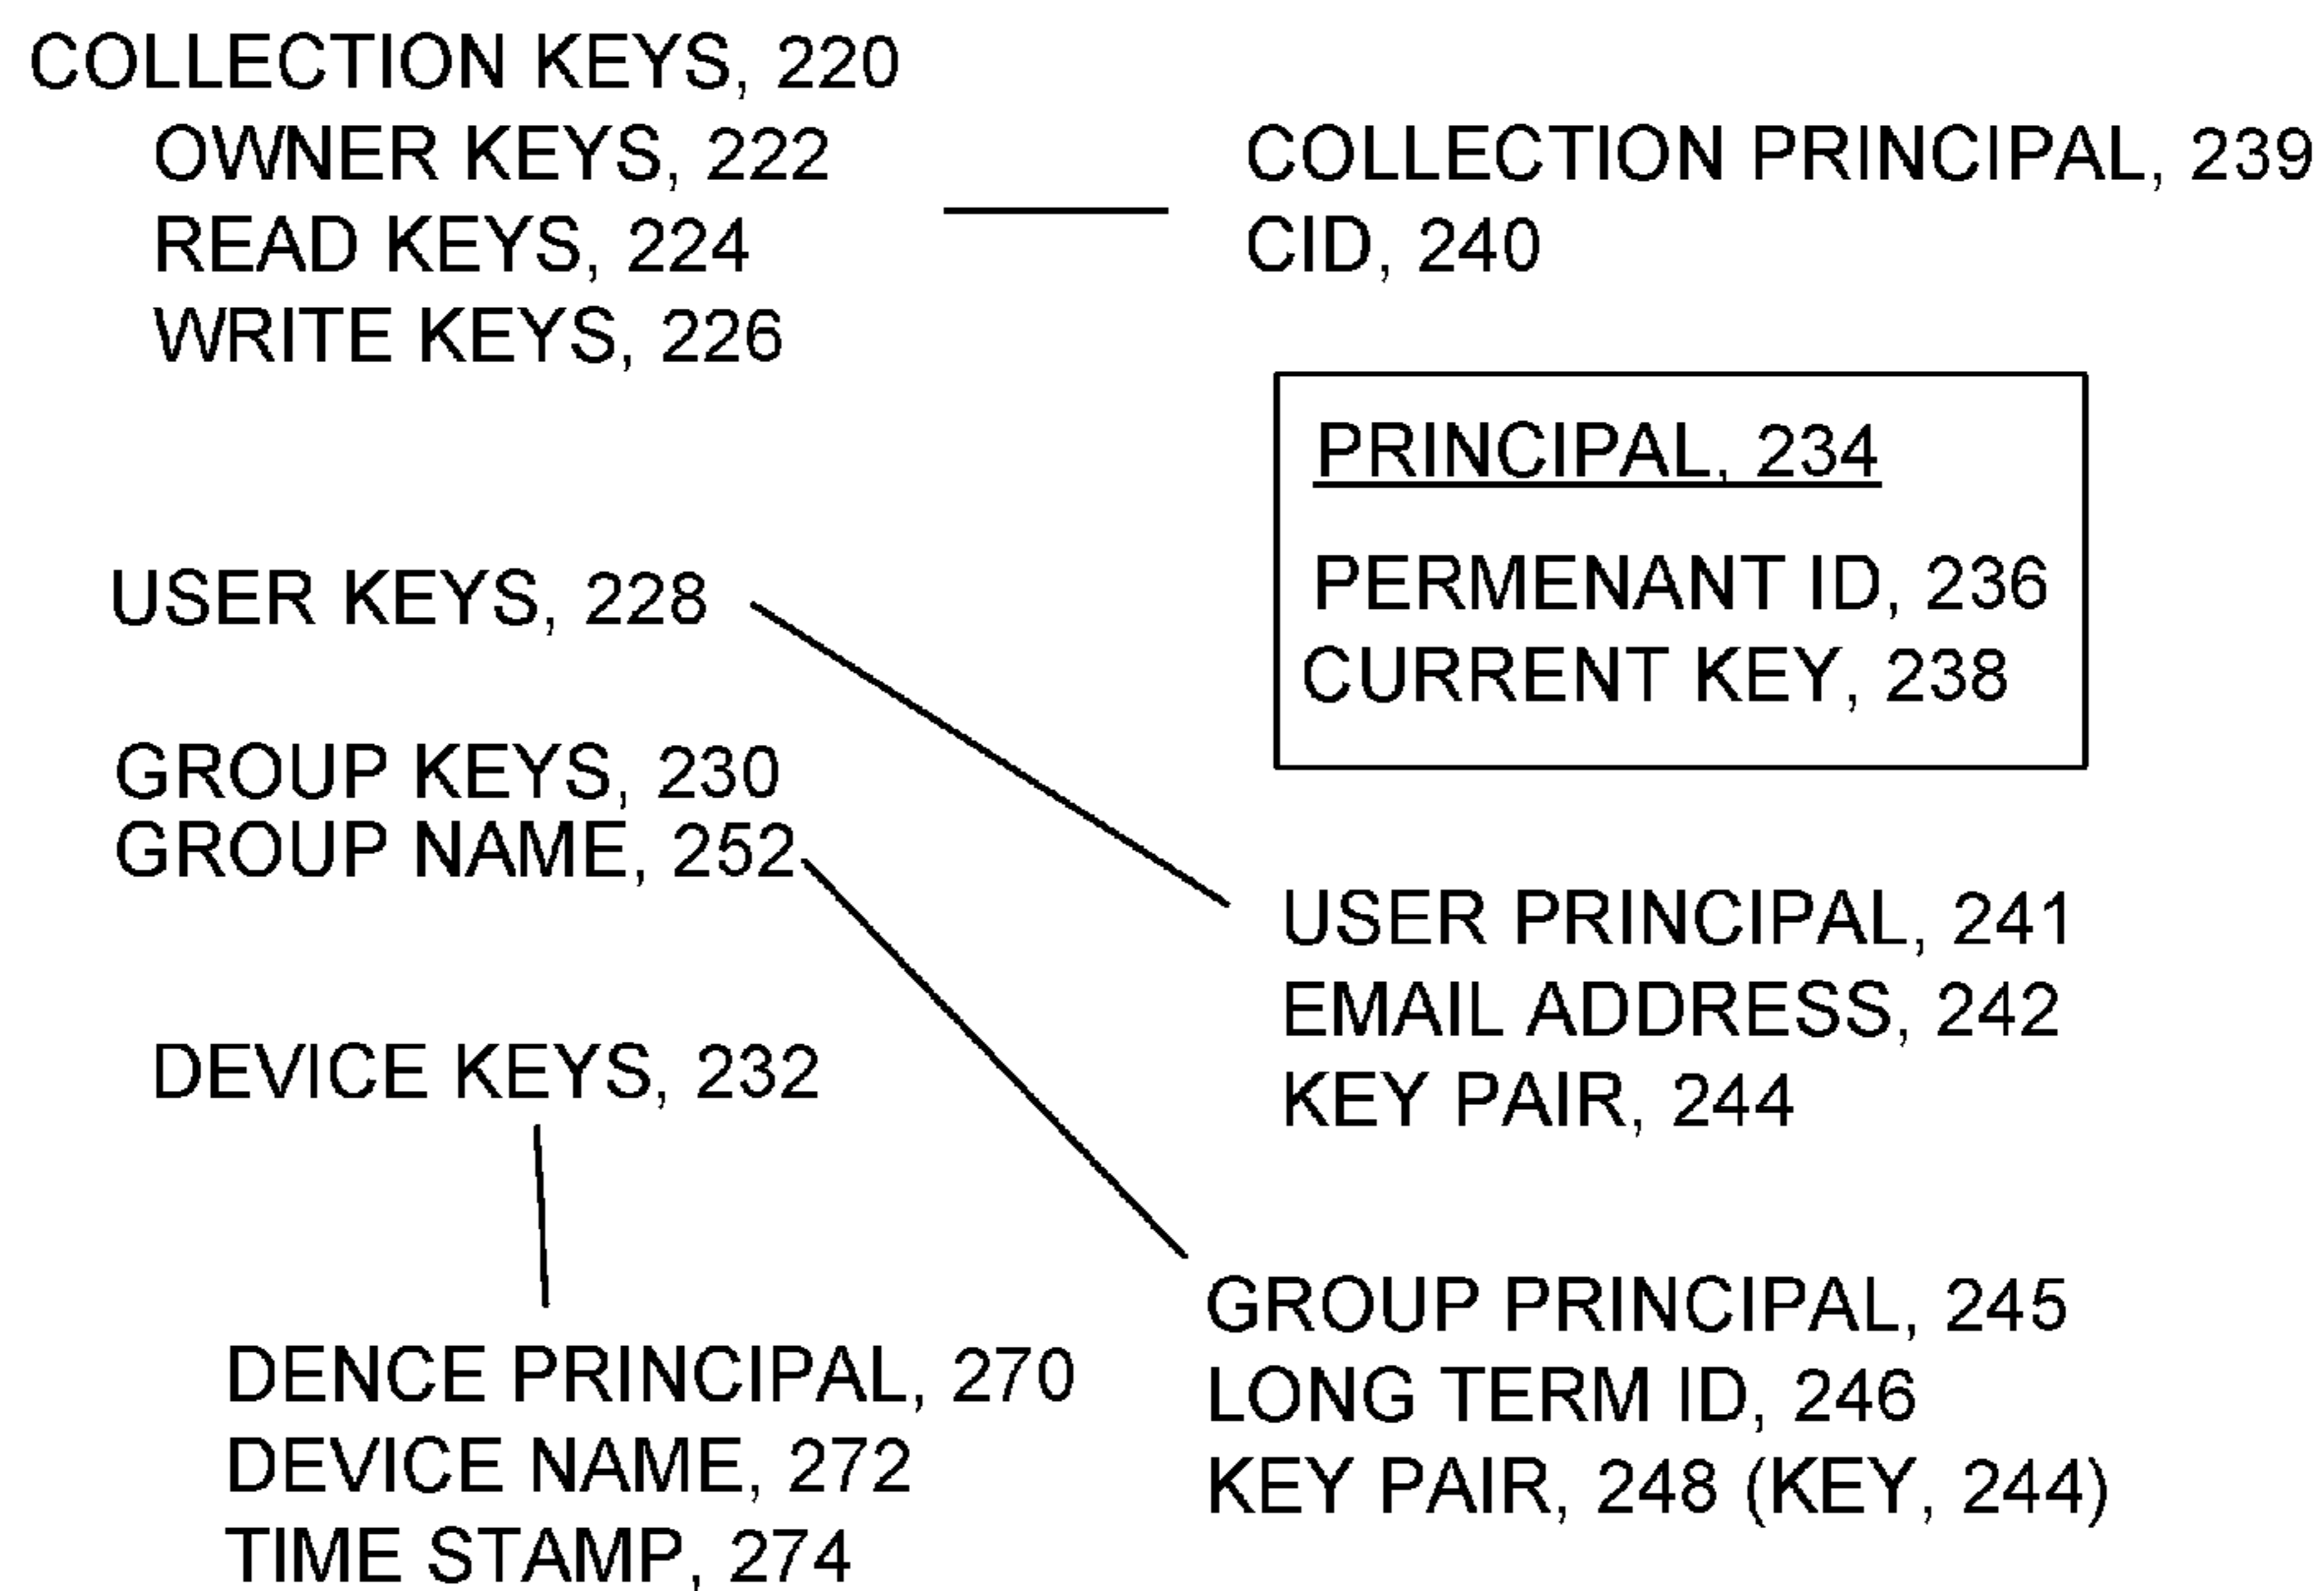 COLLECTION KEYS, 220
OWNER KEYS, 222
READ KEYS, 224
WRITE KEYS, 226
COLLECTION PRINCIPAL, 239
CID, 240
PRINCIPAL, 234
PERMENANT ID, 236
CURRENT KEY, 238
USER KEYS, 228
GROUP KEYS, 230
GROUP NAME, 252
USER PRINCIPAL, 241
EMAIL ADDRESS, 242
KEY PAIR, 244
DEVICE KEYS, 232
DENCE PRINCIPAL, 270
DEVICE NAME, 272
TIME STAMP, 274
GROUP PRINCIPAL, 245
LONG TERM ID, 246
KEY PAIR, 248 (KEY, 244)